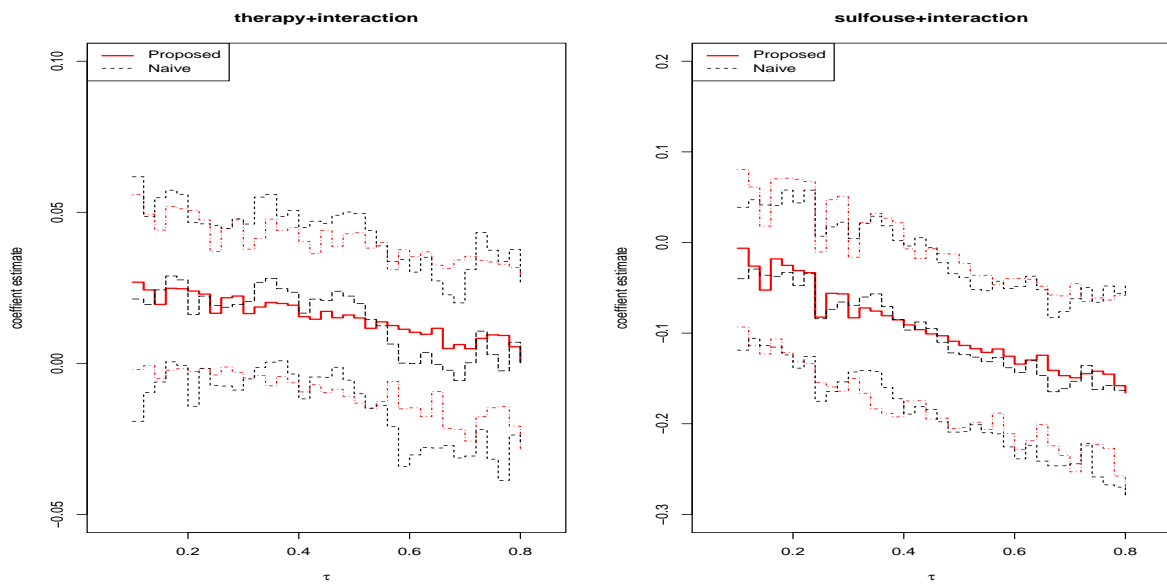 therapy+interaction
Proposed
Naive
coefficient estimate
0.10
0.05
0.00
−0.05
0.2
0.4
0.6
0.8
τ
sulfouse+interaction
Proposed
Naive
coefficient estimate
0.2
0.1
0.0
−0.1
−0.2
−0.3
0.2
0.4
0.6
0.8
τ